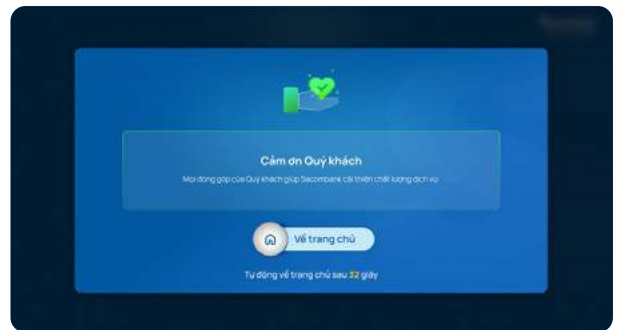 Cảm ơn Quý khách
Mọi đóng góp của Quý khách giúp Sacombank cải thiện chất lượng dịch vụ
Về trang chủ
Tự động về trang chủ sau 32 giây